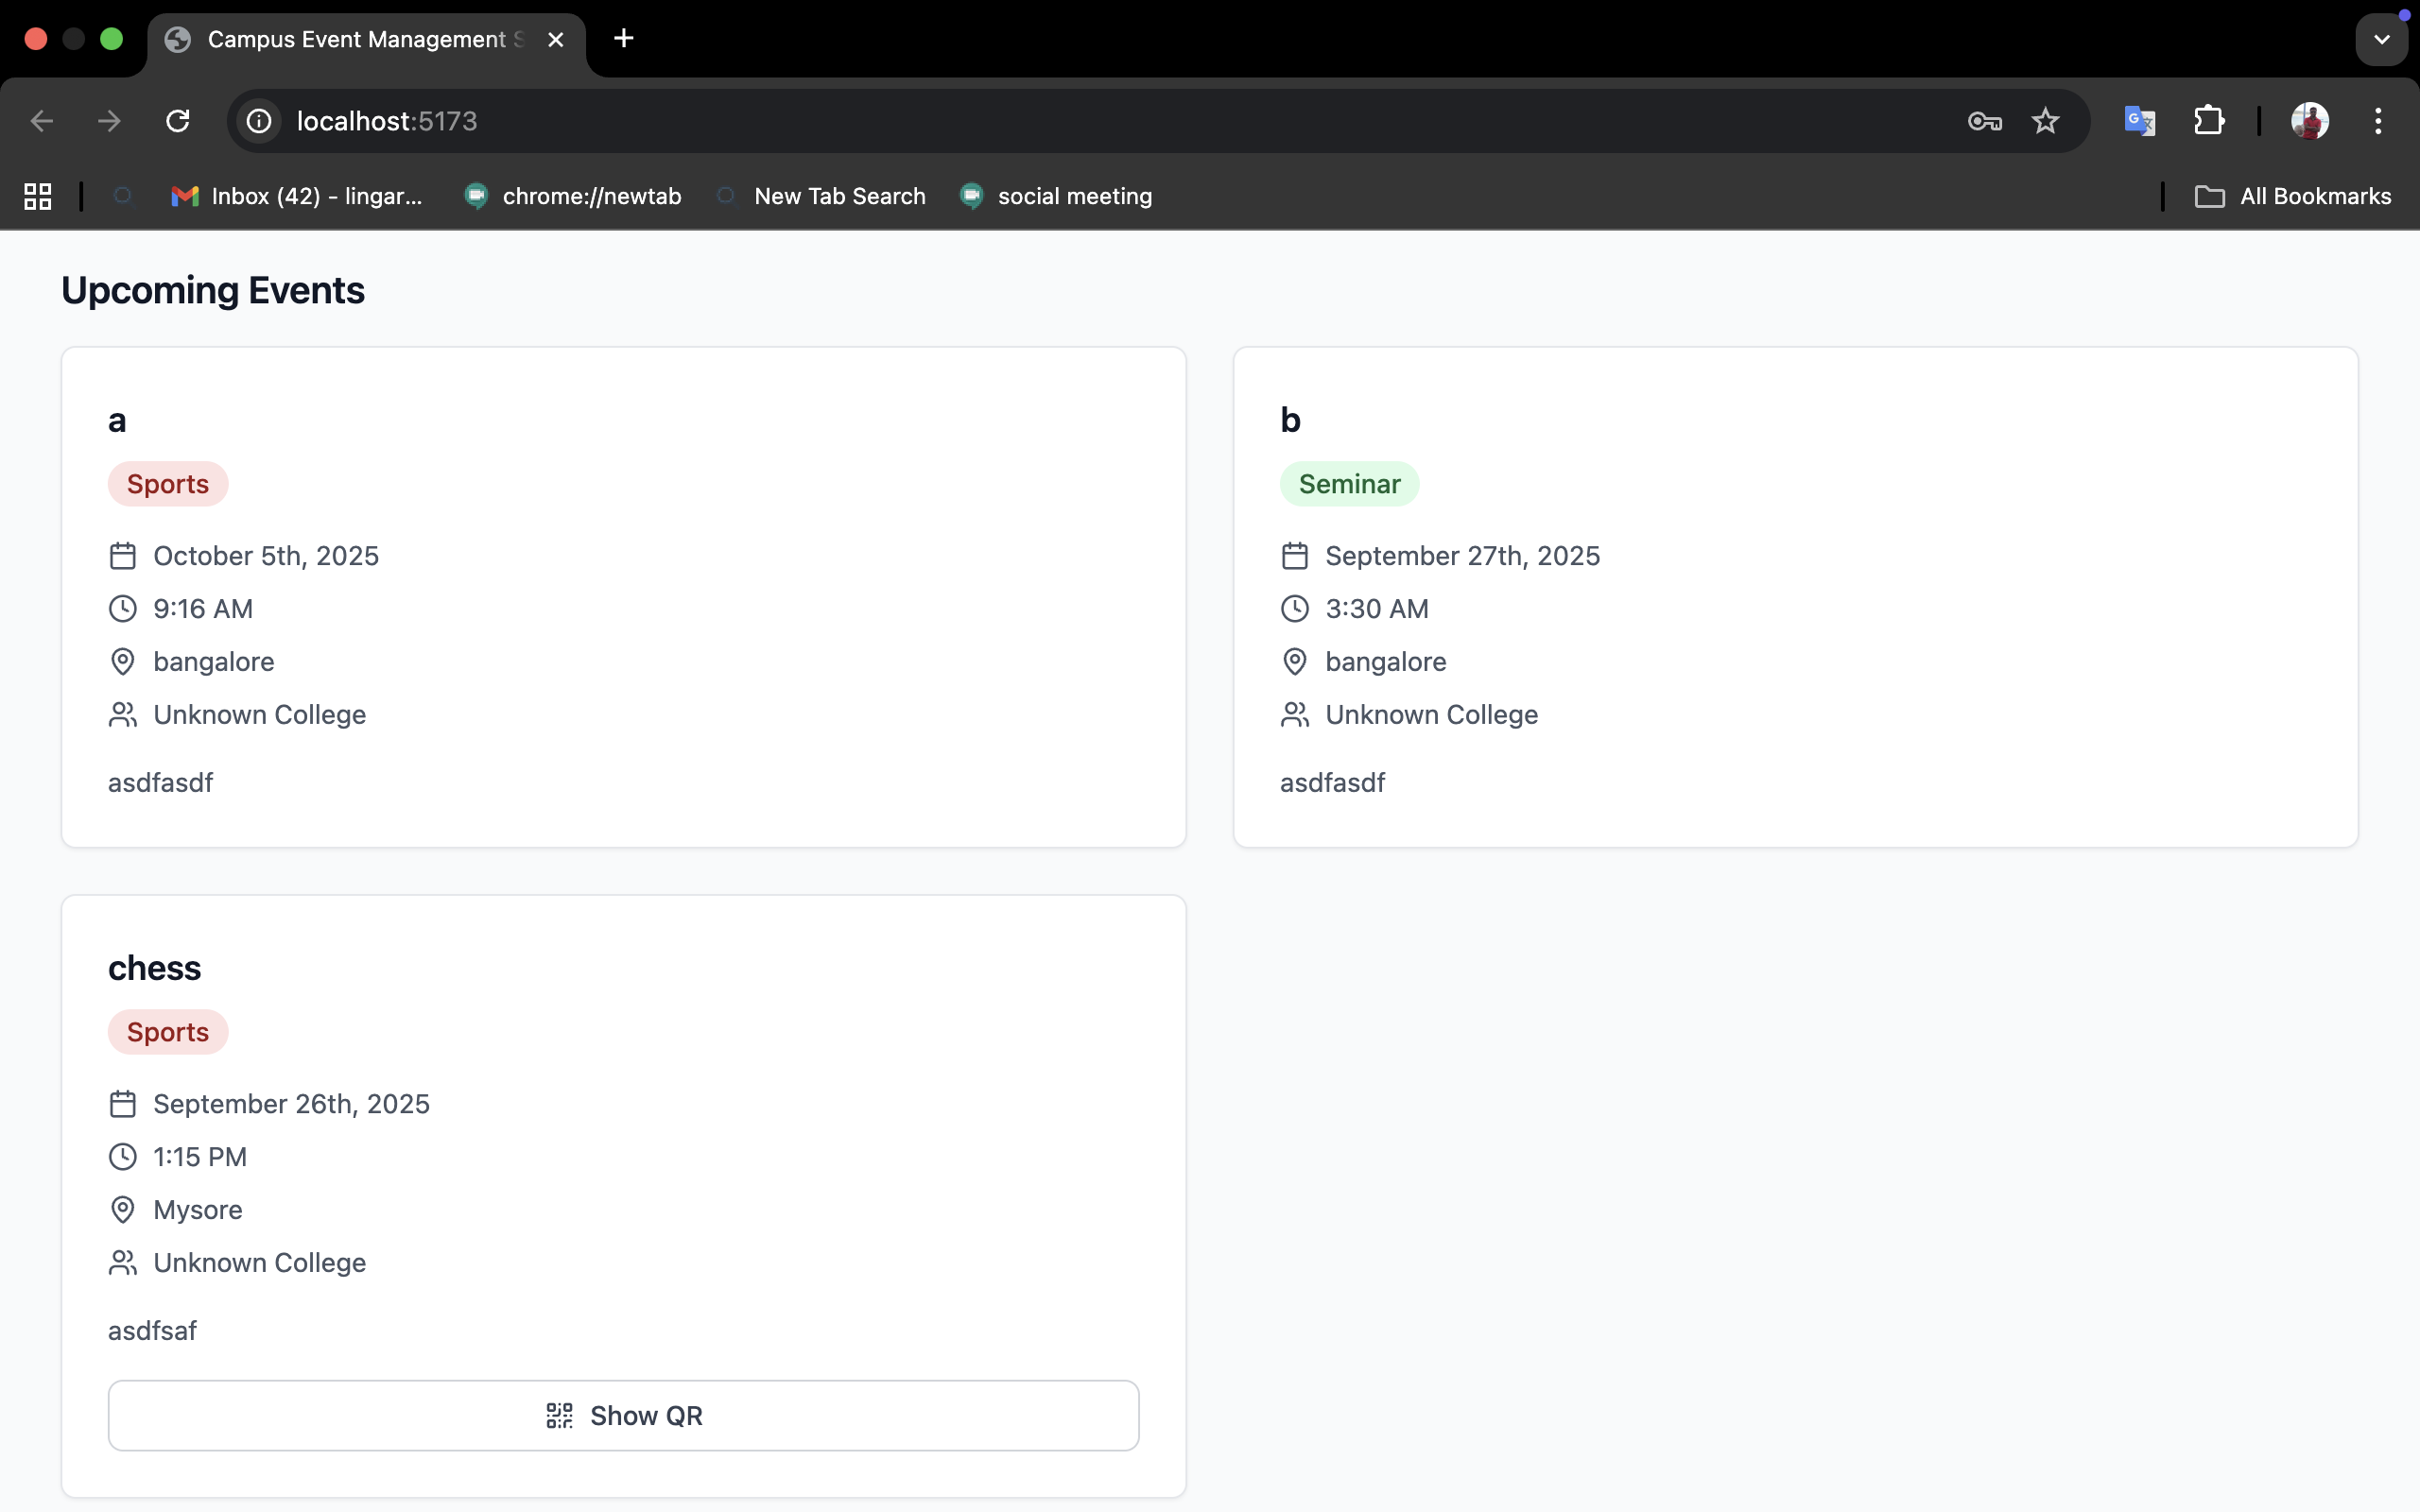 Campus Event Management S
localhost:5173
Inbox (42) - lingar...
chrome://newtab
New Tab Search
social meeting
All Bookmarks
Upcoming Events
a
Sports
October 5th, 2025
9:16 AM
bangalore
Unknown College
asdfasdf
b
Seminar
September 27th, 2025
3:30 AM
bangalore
Unknown College
asdfasdf
chess
Sports
September 26th, 2025
1:15 PM
Mysore
Unknown College
asdfsaf
Show QR